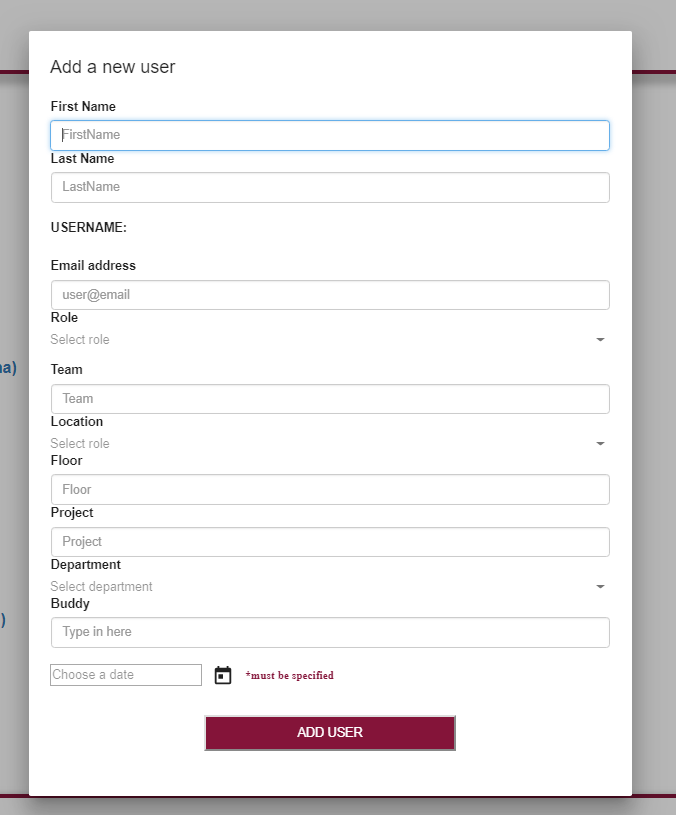 Add a new user
First Name
FirstName
Last Name
LastName
USERNAME:
Email address
user@email
Role
Select role
Team
Team
Location
Select role
Floor
Floor
Project
Project
Department
Select department
Buddy
Type in here
Choose a date *must be specified
ADD USER
a)
)